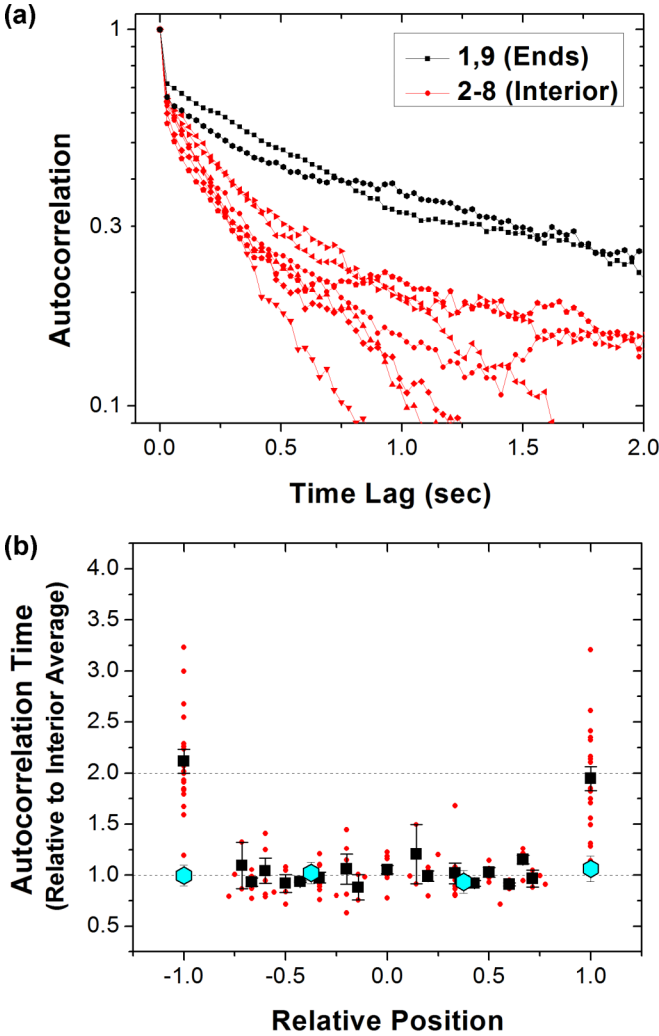 (a)
1
0.3
0.1
Autocorrelation
1,9 (Ends)
2-8 (Interior)
0.0
0.5
1.0
1.5
2.0
Time Lag (sec)
(b)
4.0
3.5
3.0
2.5
2.0
1.5
1.0
0.5
Autocorrelation Time
(Relative to Interior Average)
-1.0
-0.5
0.0
0.5
1.0
Relative Position